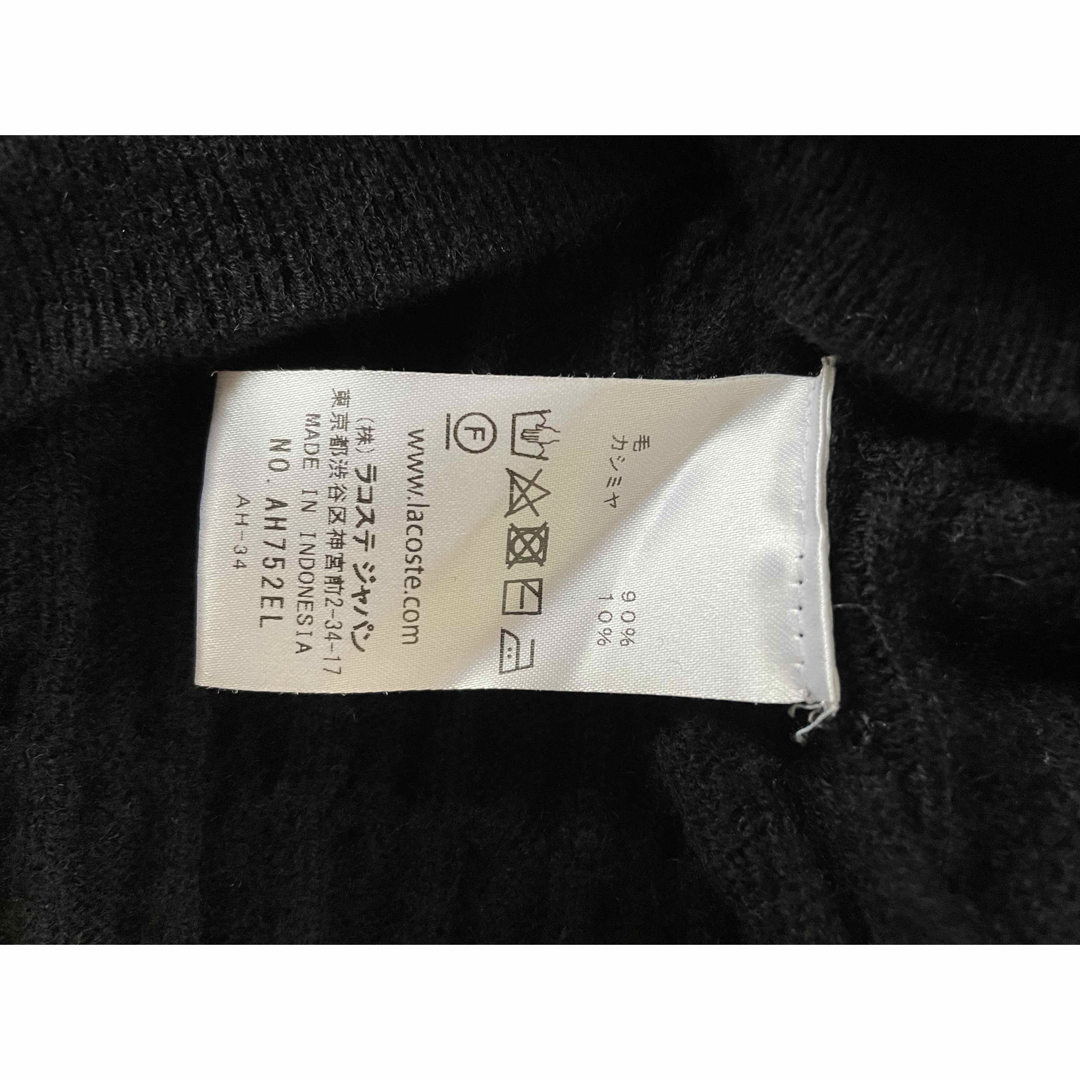 毛 90%
カシミヤ 10%
F
www.lacoste.com
(株) ラコステ ジャパン
東京都渋谷区神宮前2-34-17
MADE IN INDONESIA
NO. AH752EL
AH-34